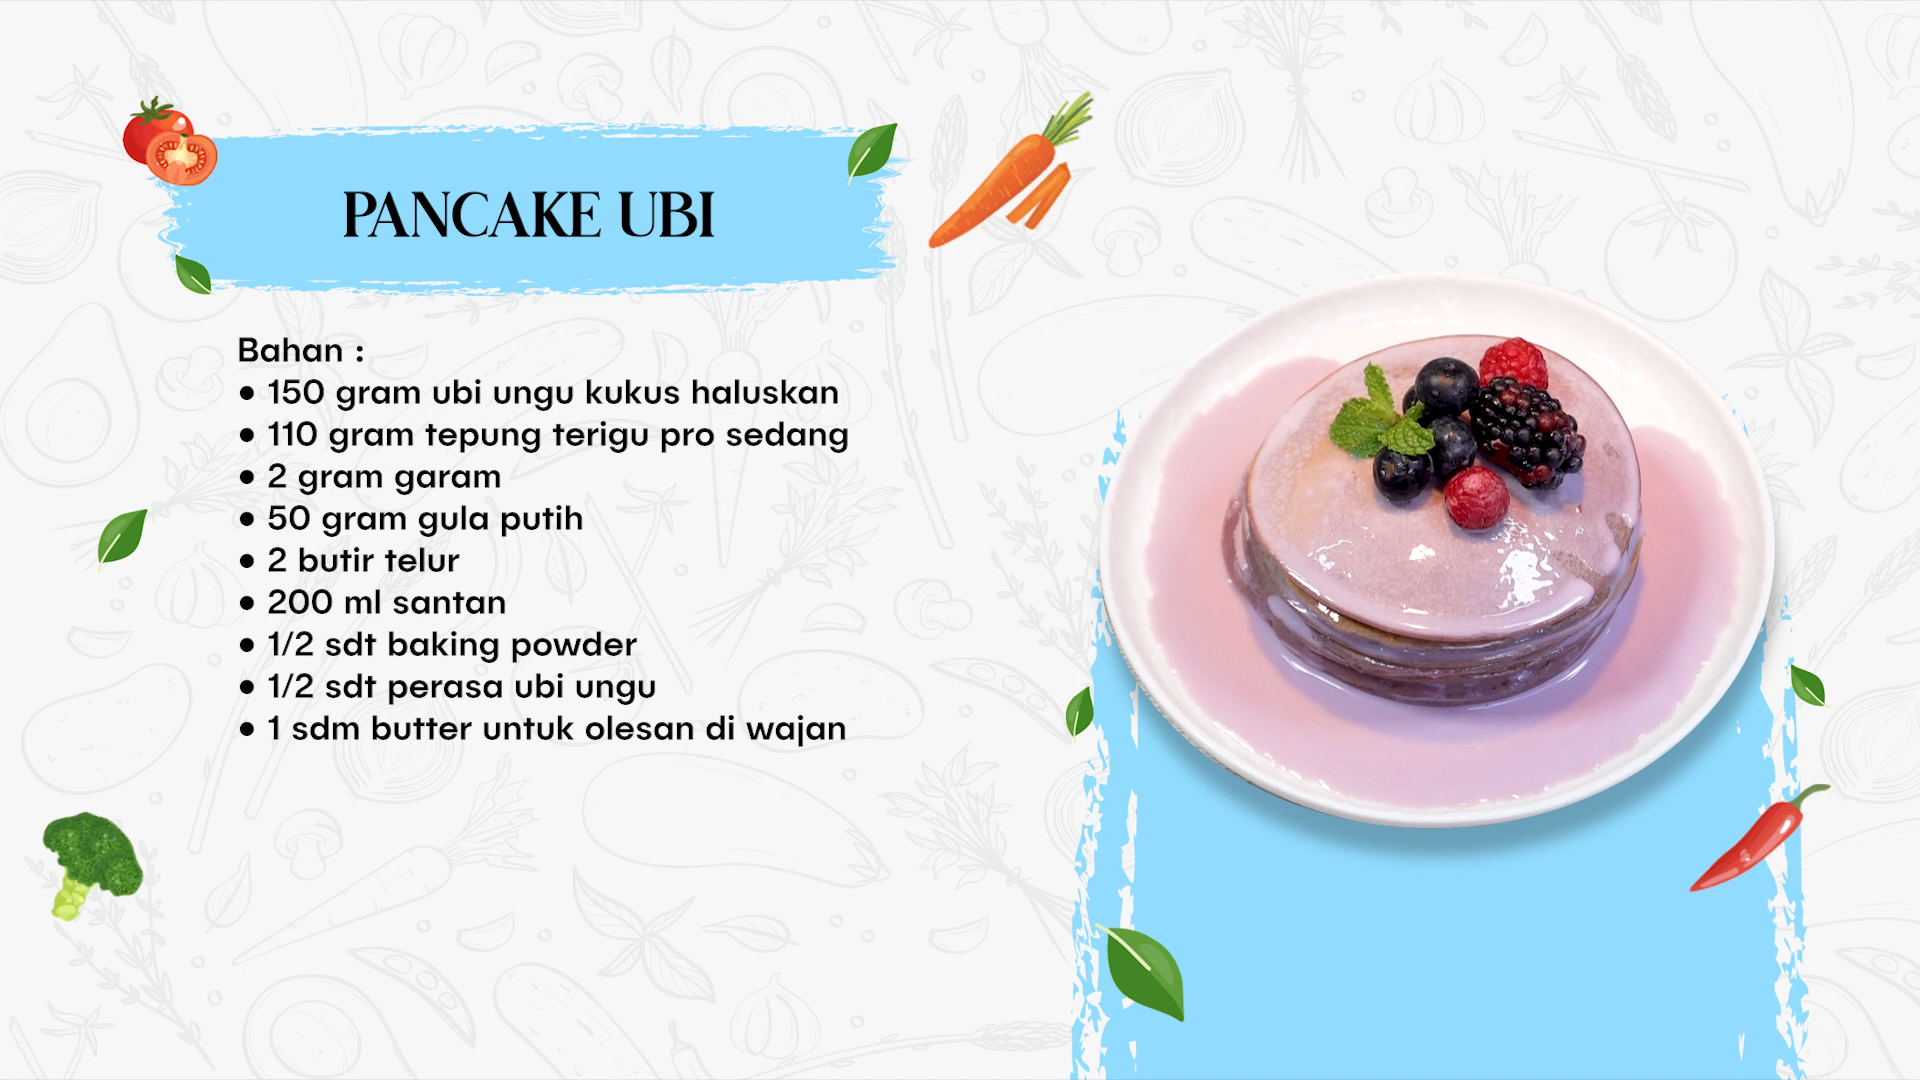 PANCAKE UBI
Bahan :
● 150 gram ubi ungu kukus haluskan
● 110 gram tepung terigu pro sedang
● 2 gram garam
● 50 gram gula putih
● 2 butir telur
● 200 ml santan
● 1/2 sdt baking powder
● 1/2 sdt perasa ubi ungu
● 1 sdm butter untuk olesan di wajan